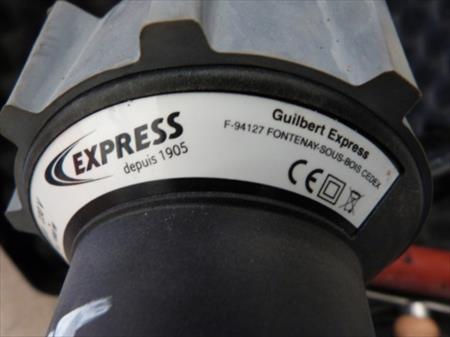 EXPRESS
depuis 1905
Guilbert Express
F-94127 FONTENAY-SOUS-BOIS CEDEX
CE